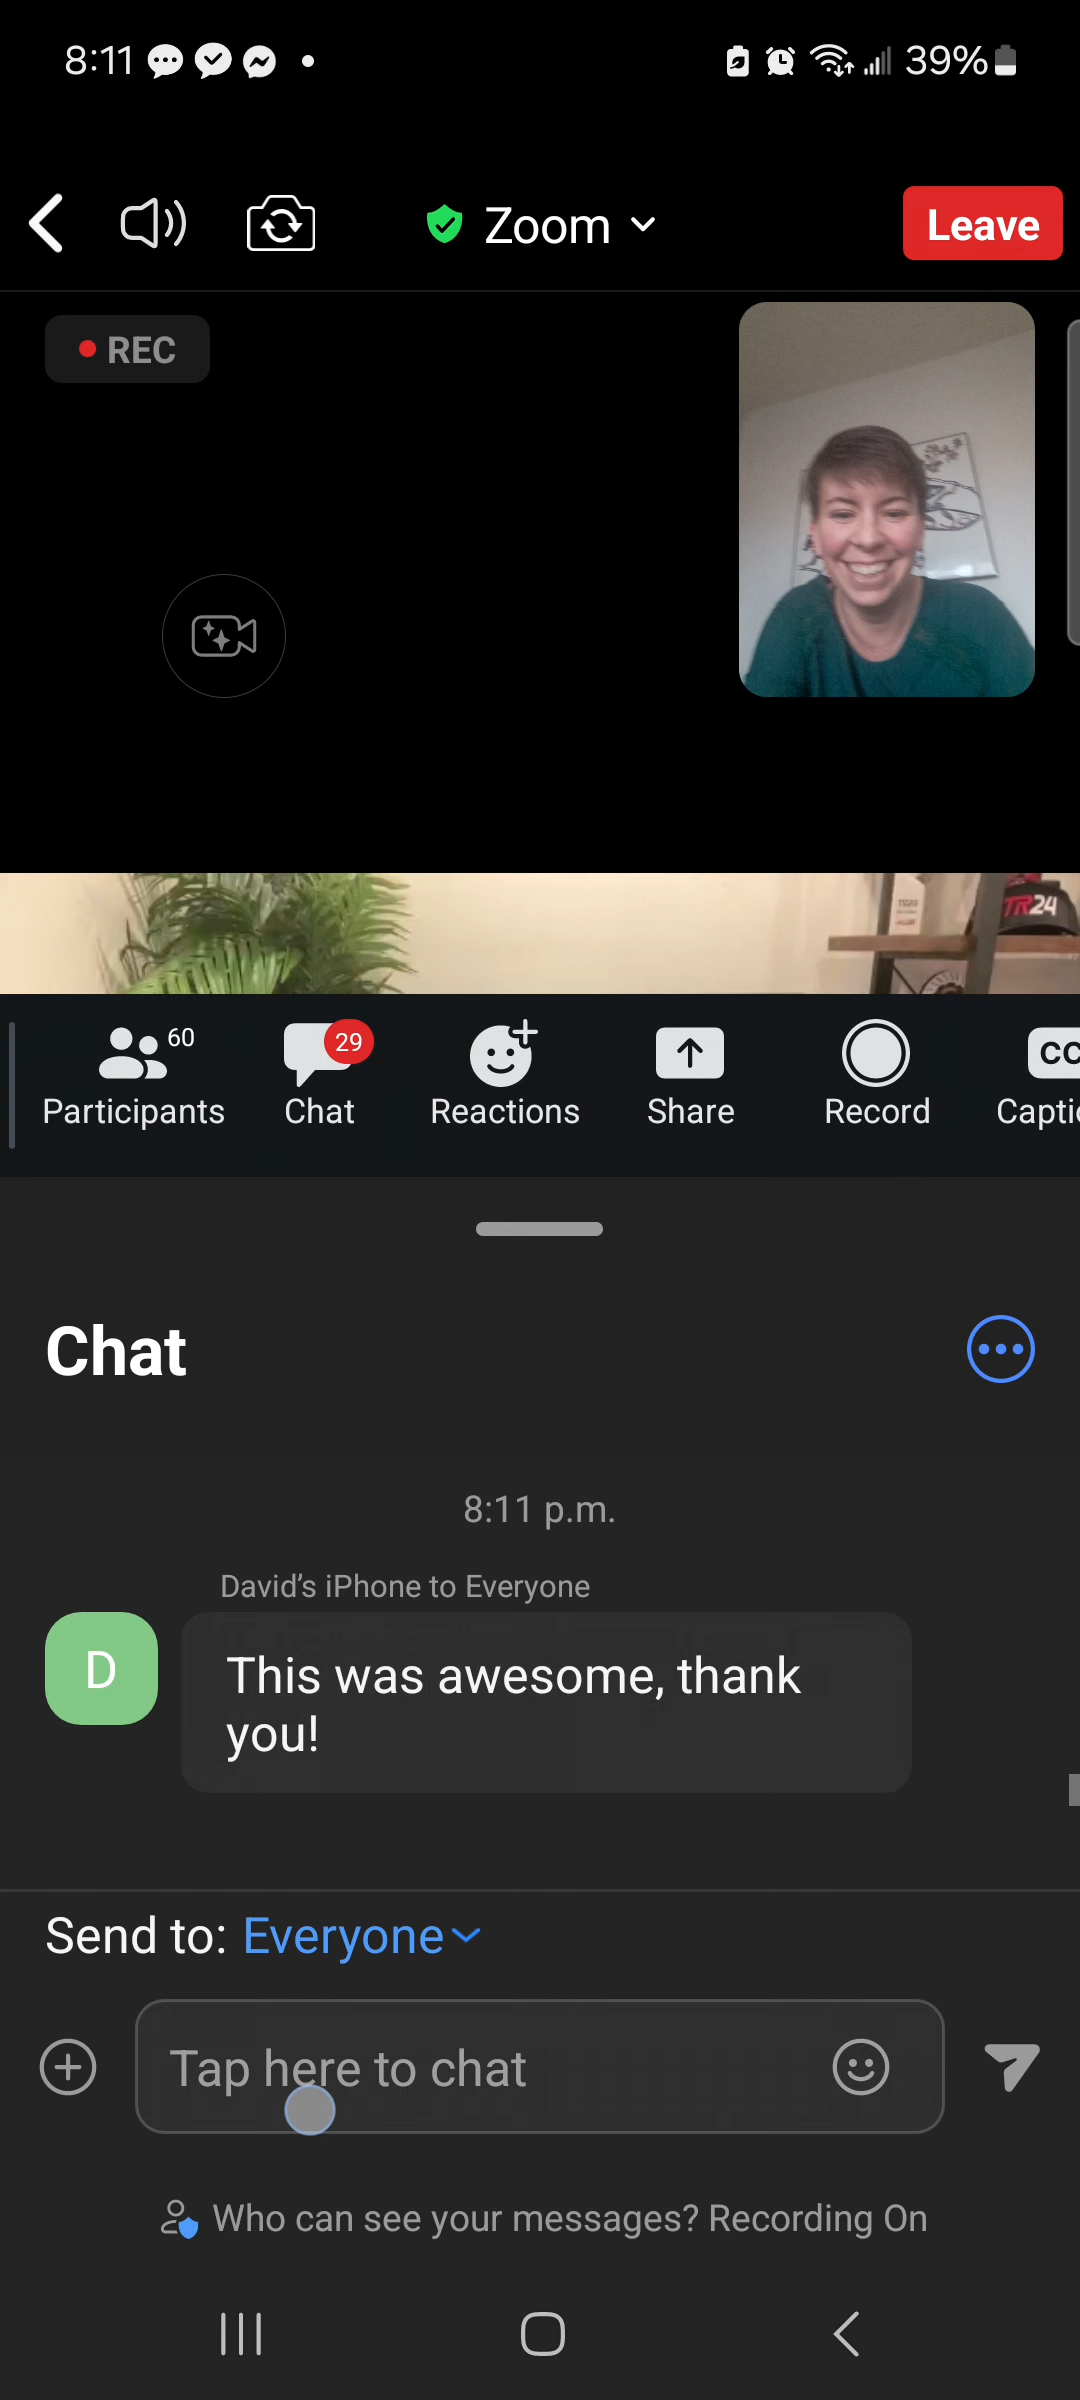 8:11
39%
Zoom
Leave
REC
TR24
60
29
Participants
Chat
Reactions
Share
Record
CC
Captio
Chat
8:11 p.m.
David's iPhone to Everyone
D
This was awesome, thank
you!
Send to: Everyone
Tap here to chat
Who can see your messages? Recording On